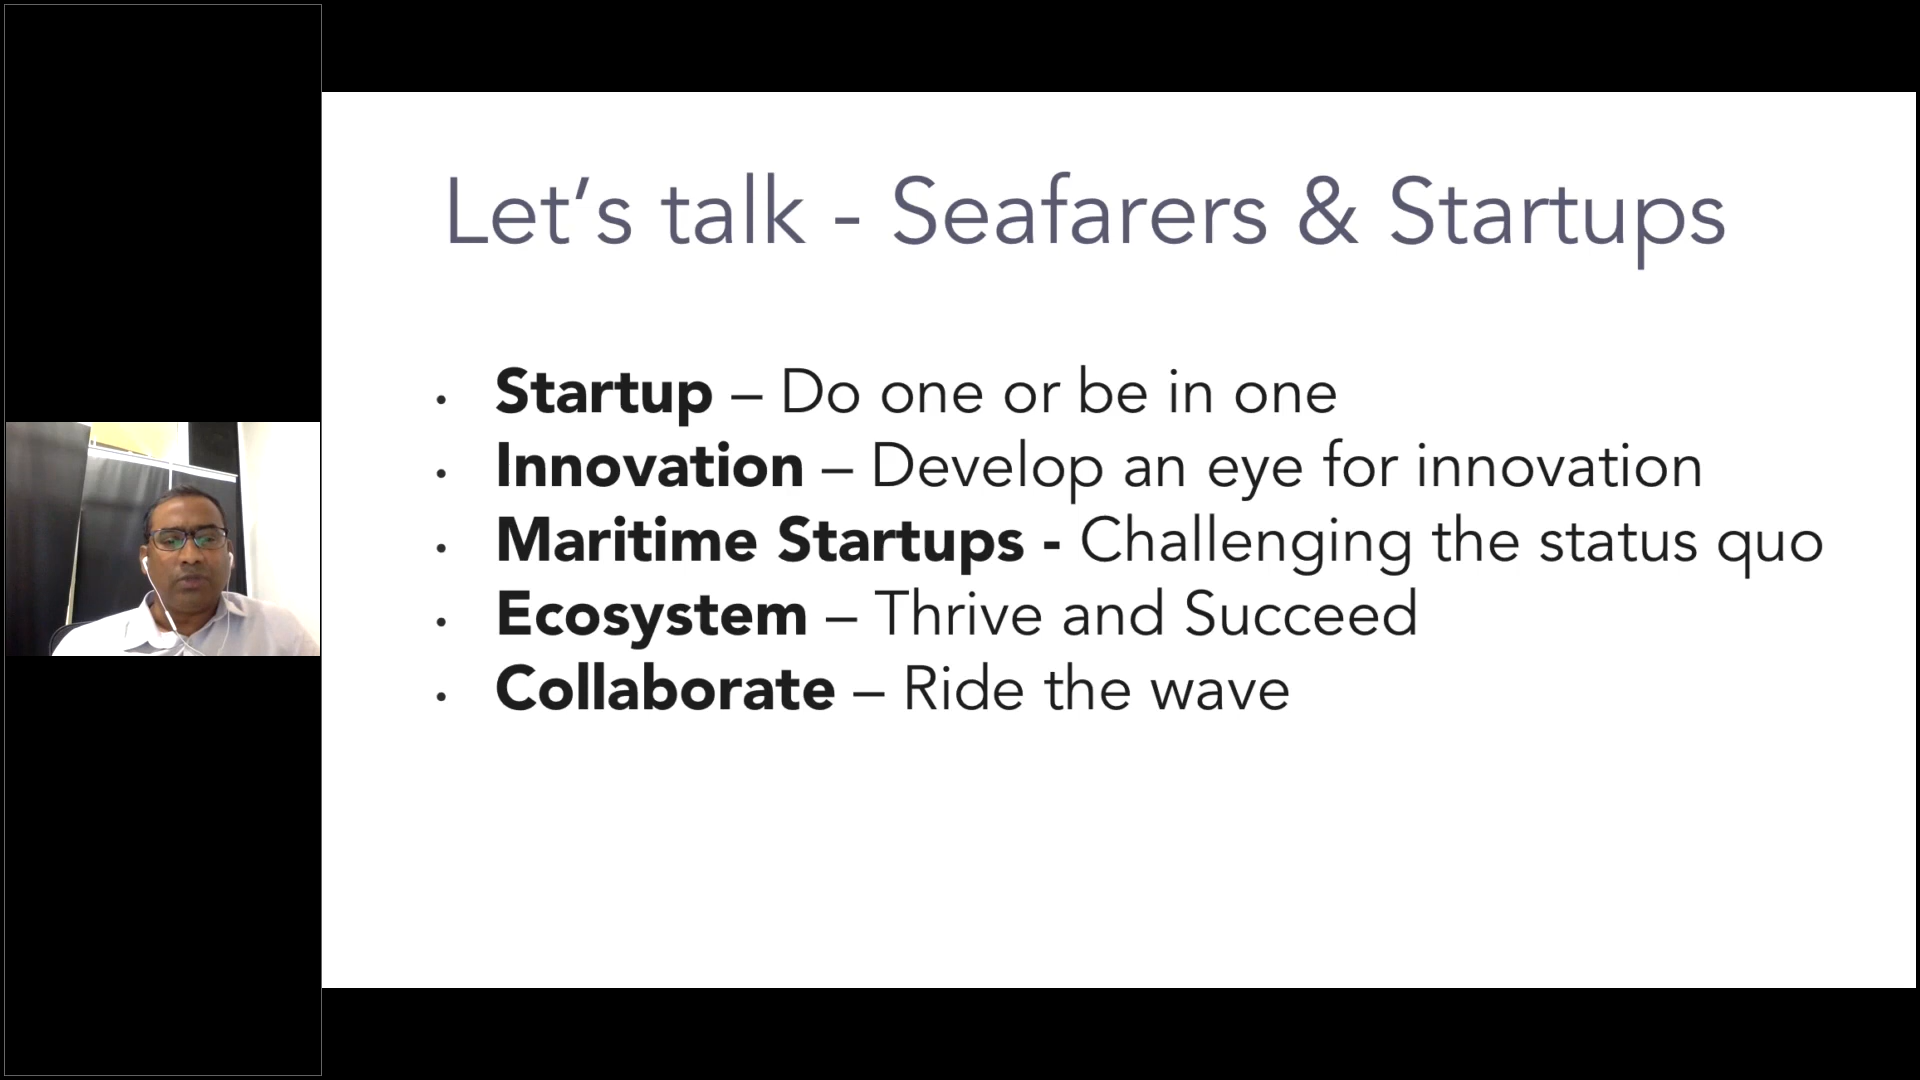 Let’s talk - Seafarers & Startups
• Startup – Do one or be in one
• Innovation – Develop an eye for innovation
• Maritime Startups - Challenging the status quo
• Ecosystem – Thrive and Succeed
• Collaborate – Ride the wave